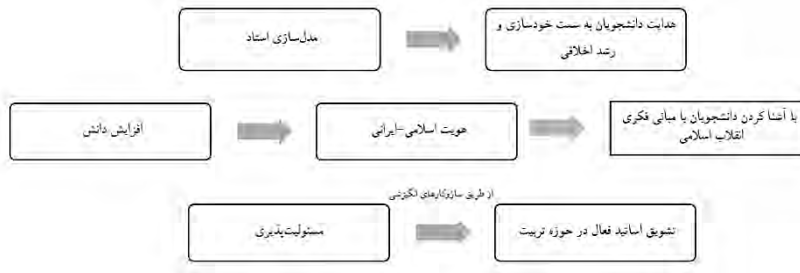 هدایت دانشجویان به سمت خودسازی و
رشد اخلاقی
مدل‌سازی استاد
با آشنا کردن دانشجویان با مبانی فکری
انقلاب اسلامی
هویت اسلامی-ایرانی
افزایش دانش
از طریق سازوکارهای انگیزشی
تشویق اساتید فعال در حوزه تربیت
مسئولیت‌پذیری